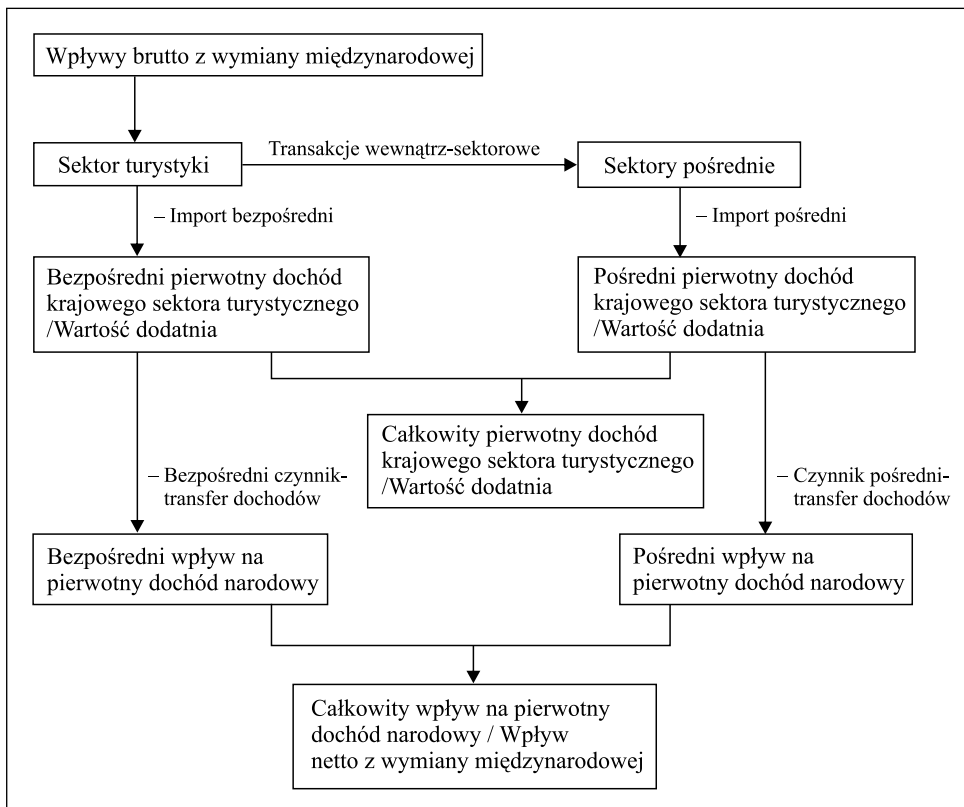 Wpływy brutto z wymiany międzynarodowej
Sektor turystyki
Transakcje wewnątrz-sektorowe
Sektory pośrednie
– Import bezpośredni
– Import pośredni
Bezpośredni pierwotny dochód
krajowego sektora turystycznego
/Wartość dodatnia
Pośredni pierwotny dochód
krajowego sektora turystycznego
/Wartość dodatnia
Całkowity pierwotny dochód
krajowego sektora turystycznego
/Wartość dodatnia
– Bezpośredni czynnik-
transfer dochodów
– Czynnik pośredni-
transfer dochodów
Bezpośredni wpływ na
pierwotny dochód narodowy
Pośredni wpływ na
pierwotny dochód narodowy
Całkowity wpływ na pierwotny
dochód narodowy / Wpływ
netto z wymiany międzynarodowej